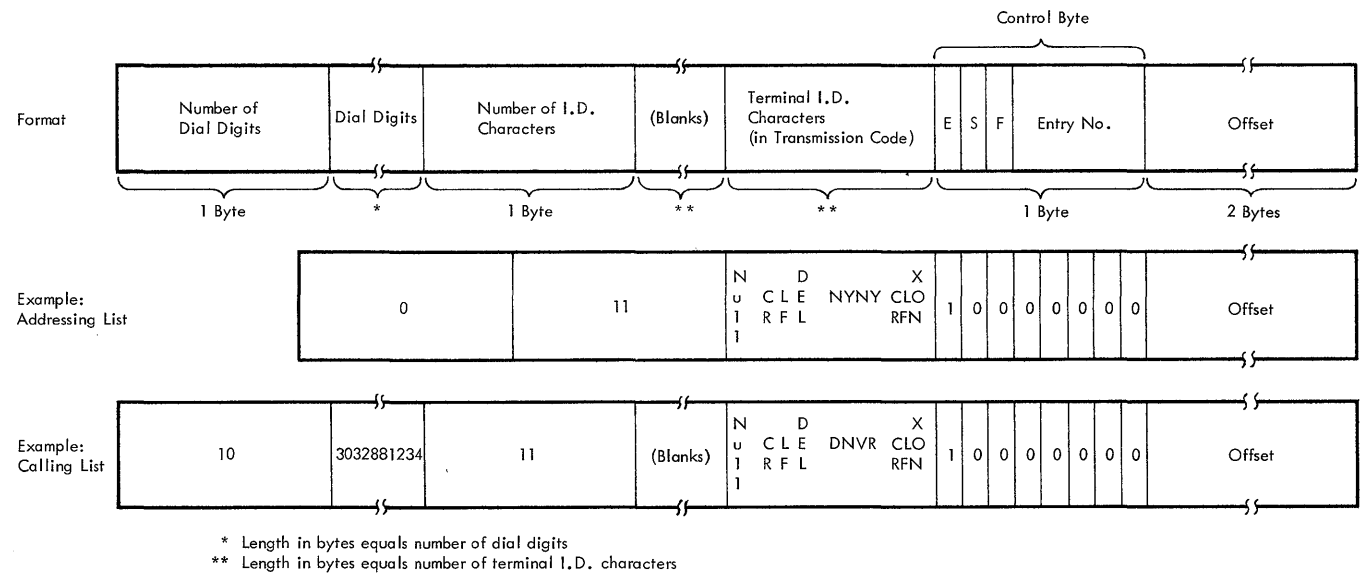 Control Byte
Format
Number of
Dial Digits
Dial Digits
Number of I.D.
Characters
(Blanks)
Terminal I.D.
Characters
(in Transmission Code)
E S F Entry No.
Offset
1 Byte * 1 Byte ** ** 1 Byte 2 Bytes
Example:
Addressing List
0
11
N D X
u C L E NYNY CLO
l R F L RFN
l
1 0 0 0 0 0 0 0
Offset
Example:
Calling List
10
3032881234
11
(Blanks)
N D X
u C L E DNVR CLO
l R F L RFN
l
1 0 0 0 0 0 0 0
Offset
* Length in bytes equals number of dial digits
** Length in bytes equals number of terminal I.D. characters